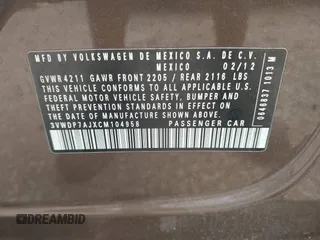 MFD. BY VOLKSWAGEN DE MEXICO S.A. DE C.V.
MEXICO 02/12
GVWR 4211 GAWR FRONT 2205 / REAR 2116 LBS
THIS VEHICLE CONFORMS TO ALL APPLICABLE U.S.
FEDERAL MOTOR VEHICLE SAFETY, BUMPER AND
THEFT PREVENTION STANDARDS IN EFFECT ON THE
DATE OF MANUFACTURE SHOWN ABOVE.
3VWDP7AJXCM104958 PASSENGER CAR
0646837 1013 M
DREAMBID